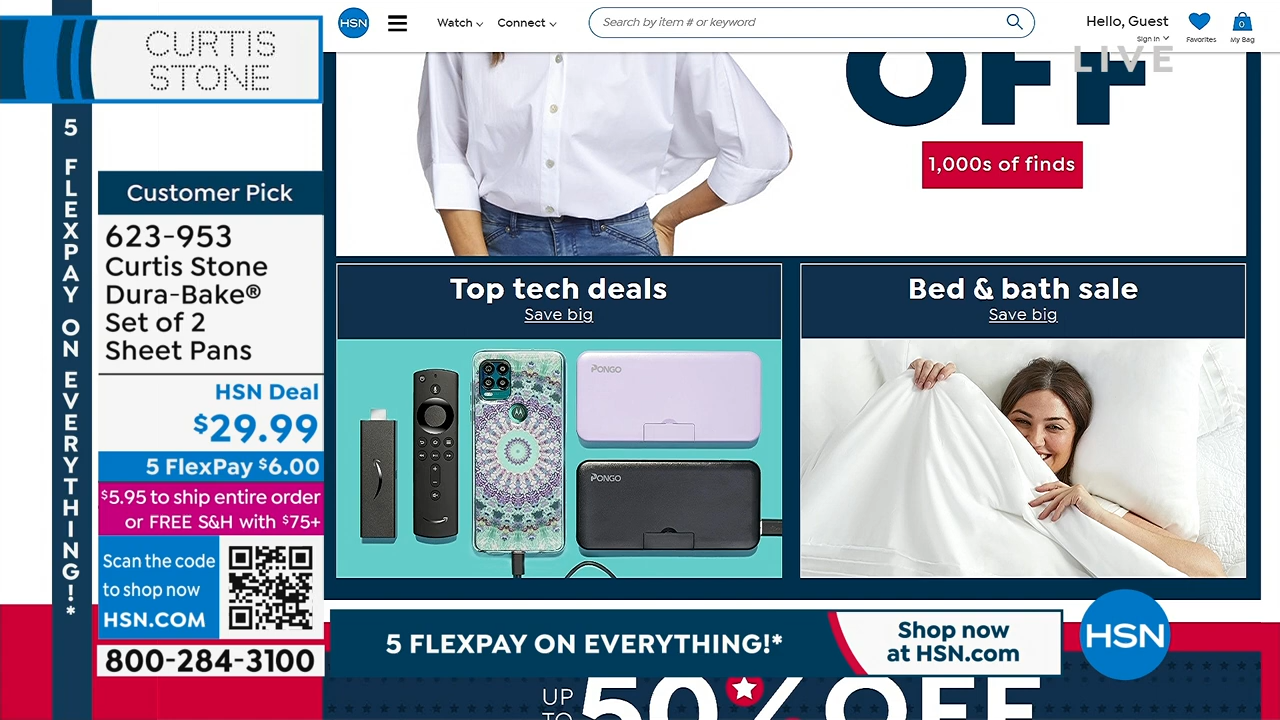 CURTIS
STONE
5 FLEXPAY ON EVERYTHING!*
Customer Pick
623-953
Curtis Stone
Dura-Bake®
Set of 2
Sheet Pans
HSN Deal
$29.99
5 FlexPay $6.00
$5.95 to ship entire order
or FREE S&H with $75+
Scan the code
to shop now
HSN.COM
800-284-3100
HSN
Watch
Connect
Search by item # or keyword
Hello, Guest
Sign In
Favorites
0
My Bag
LIVE
OFF
1,000s of finds
Top tech deals
Save big
Bed & bath sale
Save big
PONGO
PONGO
5 FLEXPAY ON EVERYTHING!*
Shop now
at HSN.com
HSN
UP
TO
50% OFF